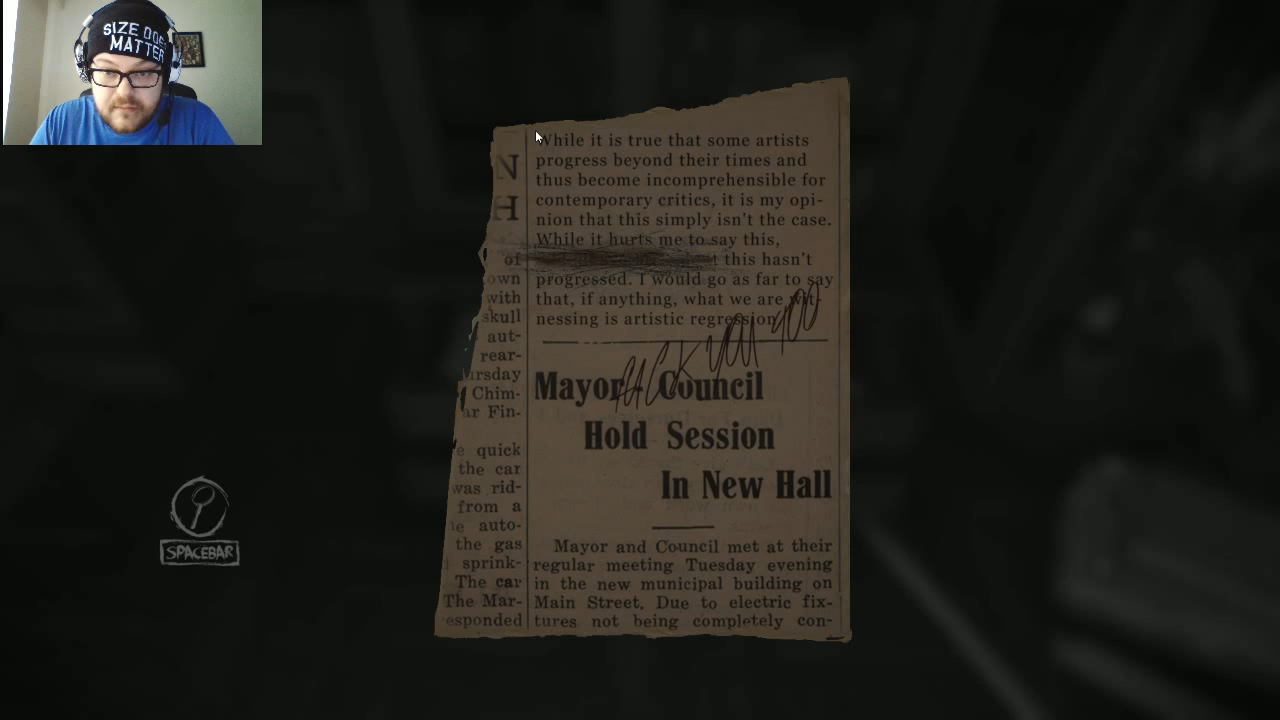 SIZE DOES
MATTER
While it is true that some artists
progress beyond their times and
thus become incomprehensible for
contemporary critics, it is my opi-
nion that this simply isn't the case.
While it hurts me to say this,
this hasn't
progressed. I would go as far to say
that, if anything, what we are wit-
nessing is artistic regression
FUCK YOU TOO
Mayor - Council
Hold Session
In New Hall
Mayor and Council met at their
regular meeting Tuesday evening
in the new municipal building on
Main Street. Due to electric fix-
tures not being completely con-
N
H
of
own
with
skull
aut-
rear-
ursday
Chim-
ar Fin-
e quick
the car
was rid-
from a
auto-
the gas
sprink-
The car
The Mar-
esponded
SPACEBAR